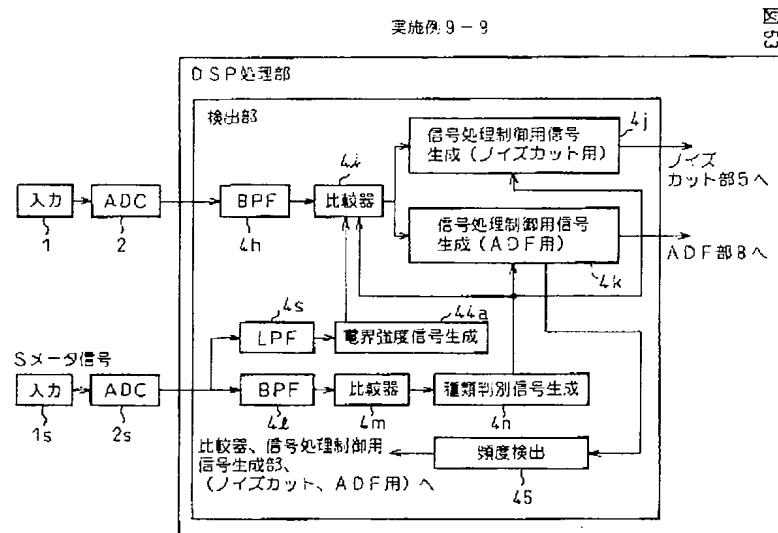 実施例9-9
図53
DSP処理部
検出部
信号処理制御用信号
生成(ノイズカット用)
4j
ノイズ
カット部5へ
入力
1
ADC
2
BPF
4h
比較器
4i
信号処理制御用信号
生成(ADF用)
4k
ADF部8へ
4s
LPF
44a
電界強度信号生成
Sメータ信号
入力
1s
ADC
2s
BPF
4l
比較器
4m
種類判別信号生成
4n
比較器、信号処理制御用
信号生成部、
(ノイズカット、ADF用)へ
頻度検出
45